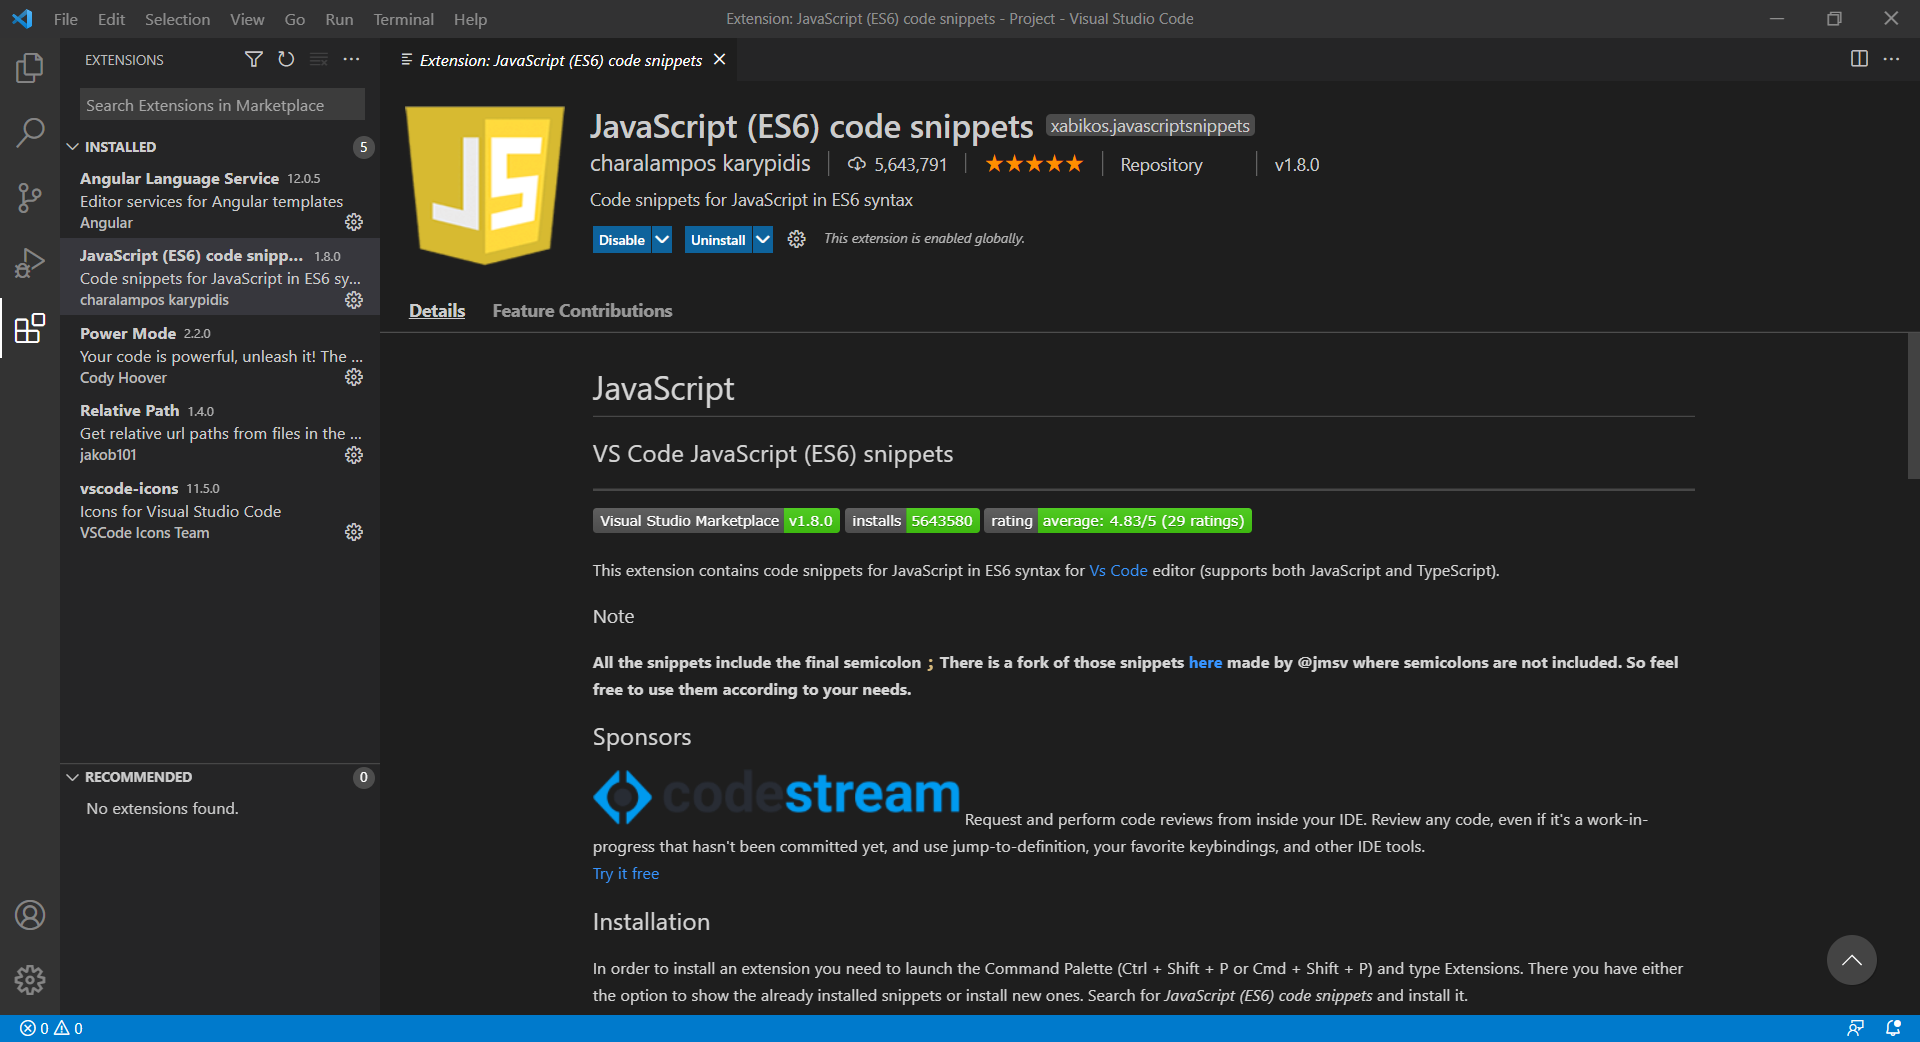 File Edit Selection View Go Run Terminal Help
Extension: JavaScript (ES6) code snippets - Project - Visual Studio Code
EXTENSIONS
Search Extensions in Marketplace
INSTALLED 5
Angular Language Service 12.0.5
Editor services for Angular templates
Angular
JavaScript (ES6) code snipp... 1.8.0
Code snippets for JavaScript in ES6 sy...
charalampos karypidis
Power Mode 2.2.0
Your code is powerful, unleash it! The ...
Cody Hoover
Relative Path 1.4.0
Get relative url paths from files in the ...
jakob101
vscode-icons 11.5.0
Icons for Visual Studio Code
VSCode Icons Team
RECOMMENDED 0
No extensions found.
Extension: JavaScript (ES6) code snippets
JS
JavaScript (ES6) code snippets xabikos.javascriptsnippets
charalampos karypidis 5,643,791 Repository v1.8.0
Code snippets for JavaScript in ES6 syntax
Disable Uninstall This extension is enabled globally.
Details Feature Contributions
JavaScript
VS Code JavaScript (ES6) snippets
Visual Studio Marketplace v1.8.0 installs 5643580 rating average: 4.83/5 (29 ratings)
This extension contains code snippets for JavaScript in ES6 syntax for Vs Code editor (supports both JavaScript and TypeScript).
Note
All the snippets include the final semicolon ; There is a fork of those snippets here made by @jmsv where semicolons are not included. So feel
free to use them according to your needs.
Sponsors
codestream Request and perform code reviews from inside your IDE. Review any code, even if it's a work-in-
progress that hasn't been committed yet, and use jump-to-definition, your favorite keybindings, and other IDE tools.
Try it free
Installation
In order to install an extension you need to launch the Command Palette (Ctrl + Shift + P or Cmd + Shift + P) and type Extensions. There you have either
the option to show the already installed snippets or install new ones. Search for JavaScript (ES6) code snippets and install it.
0 0